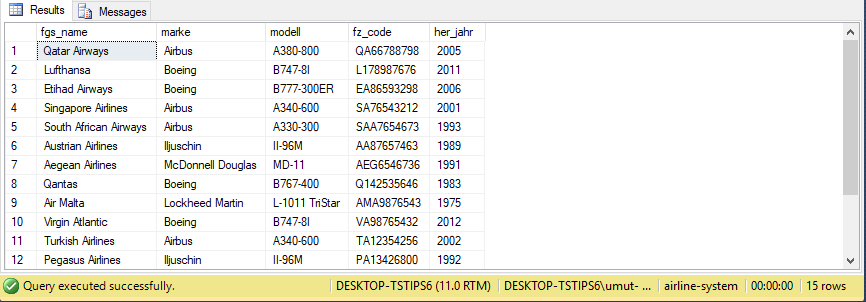 Results Messages
fgs_name marke modell fz_code her_jahr
1 Qatar Airways Airbus A380-800 QA66788798 2005
2 Lufthansa Boeing B747-8I L178987676 2011
3 Etihad Airways Boeing B777-300ER EA86593298 2006
4 Singapore Airlines Airbus A340-600 SA76543212 2001
5 South African Airways Airbus A330-300 SAA7654673 1993
6 Austrian Airlines Iljuschin Il-96M AA87657463 1989
7 Aegean Airlines McDonnell Douglas MD-11 AEG6546736 1991
8 Qantas Boeing B767-400 Q142535646 1983
9 Air Malta Lockheed Martin L-1011 TriStar AMA9876543 1975
10 Virgin Atlantic Boeing B747-8I VA98765432 2012
11 Turkish Airlines Airbus A340-600 TA12354256 2002
12 Pegasus Airlines Iljuschin Il-96M PA13426800 1992
Query executed successfully. DESKTOP-TSTIPS6 (11.0 RTM) DESKTOP-TSTIPS6\umut- ... airline-system 00:00:00 15 rows